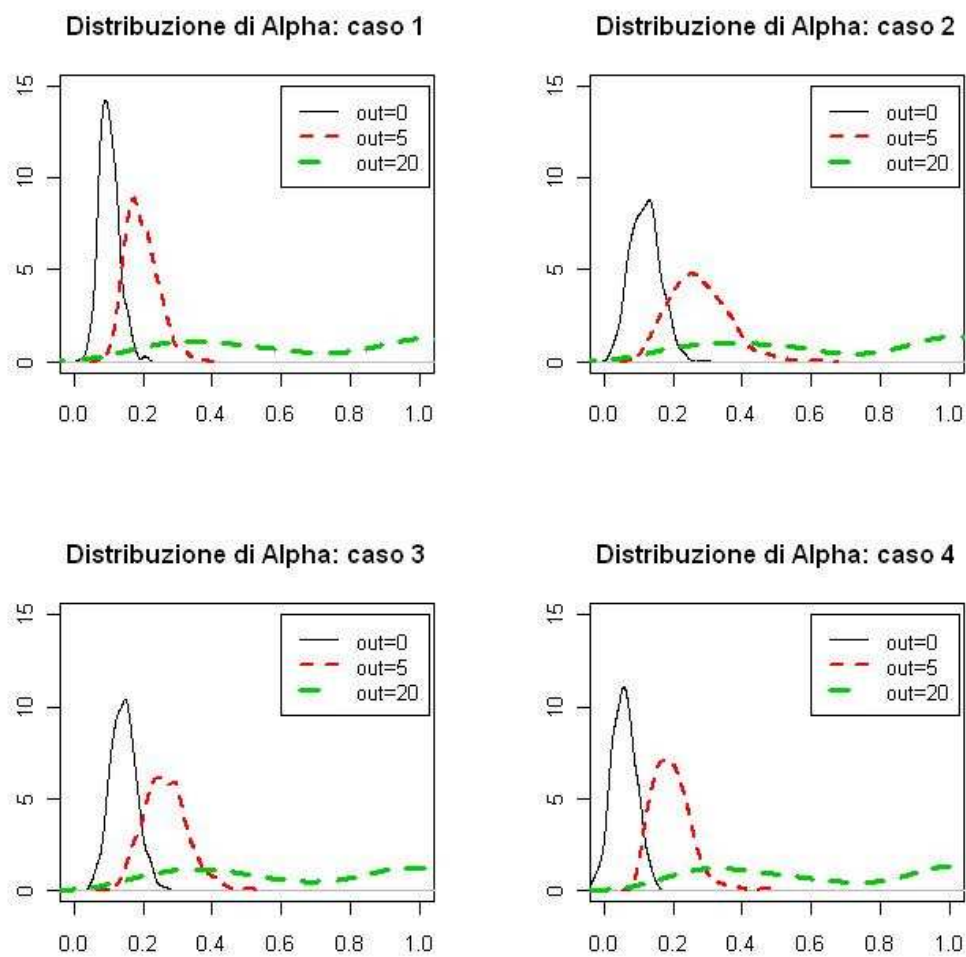 Distribuzione di Alpha: caso 1
15
10
5
0
out=0
out=5
out=20
0.0 0.2 0.4 0.6 0.8 1.0
Distribuzione di Alpha: caso 2
15
10
5
0
out=0
out=5
out=20
0.0 0.2 0.4 0.6 0.8 1.0
Distribuzione di Alpha: caso 3
15
10
5
0
out=0
out=5
out=20
0.0 0.2 0.4 0.6 0.8 1.0
Distribuzione di Alpha: caso 4
15
10
5
0
out=0
out=5
out=20
0.0 0.2 0.4 0.6 0.8 1.0